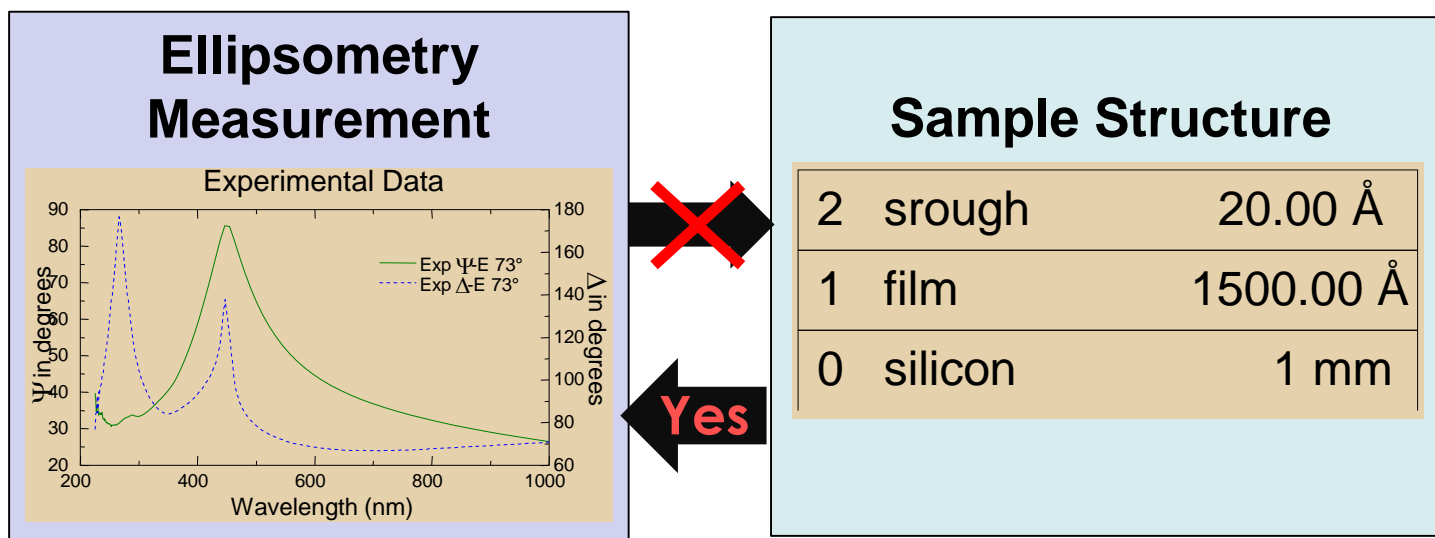 Ellipsometry
Measurement
Experimental Data
Exp Ψ-E 73°
Exp Δ-E 73°
Ψ in degrees
90
80
70
60
50
40
30
20
Δ in degrees
180
160
140
120
100
80
60
200 400 600 800 1000
Wavelength (nm)
Yes
Sample Structure
2 srough 20.00 Å
1 film 1500.00 Å
0 silicon 1 mm